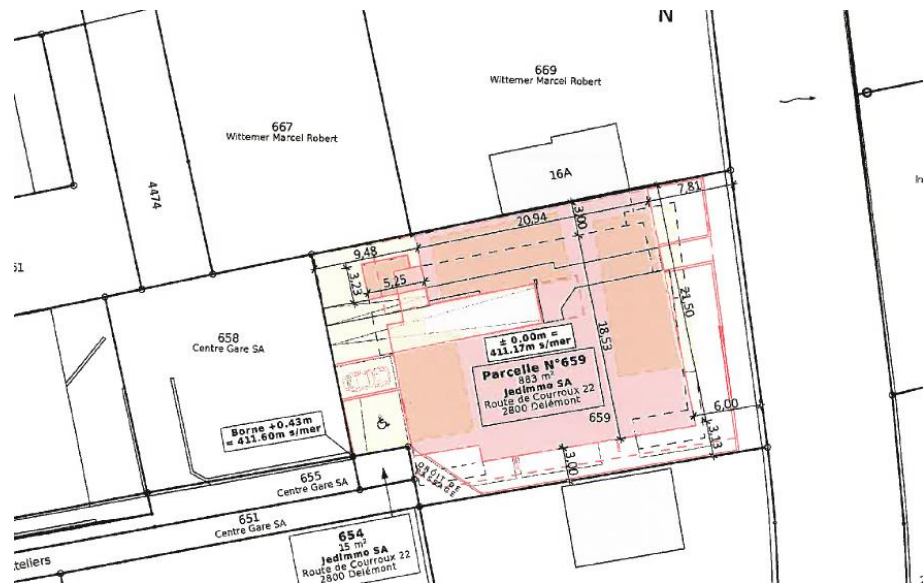 N
669
Wittemer Marcel Robert
667
Wittemer Marcel Robert
16A
4474
7,81
3,00
20,94
9,48
3,23
5,25
21,50
18,53
658
Centre Gare SA
± 0.00m =
411.17m s/mer
Parcelle N°659
883 m²
JedImmo SA
Route de Courroux 22
2800 Delémont
659
6,00
3,13
3,00
Borne +0.43m
= 411.60m s/mer
DROIT DE
PASSAGE
655
Centre Gare SA
651
Centre Gare SA
654
15 m²
JedImmo SA
Route de Courroux 22
2800 Delémont